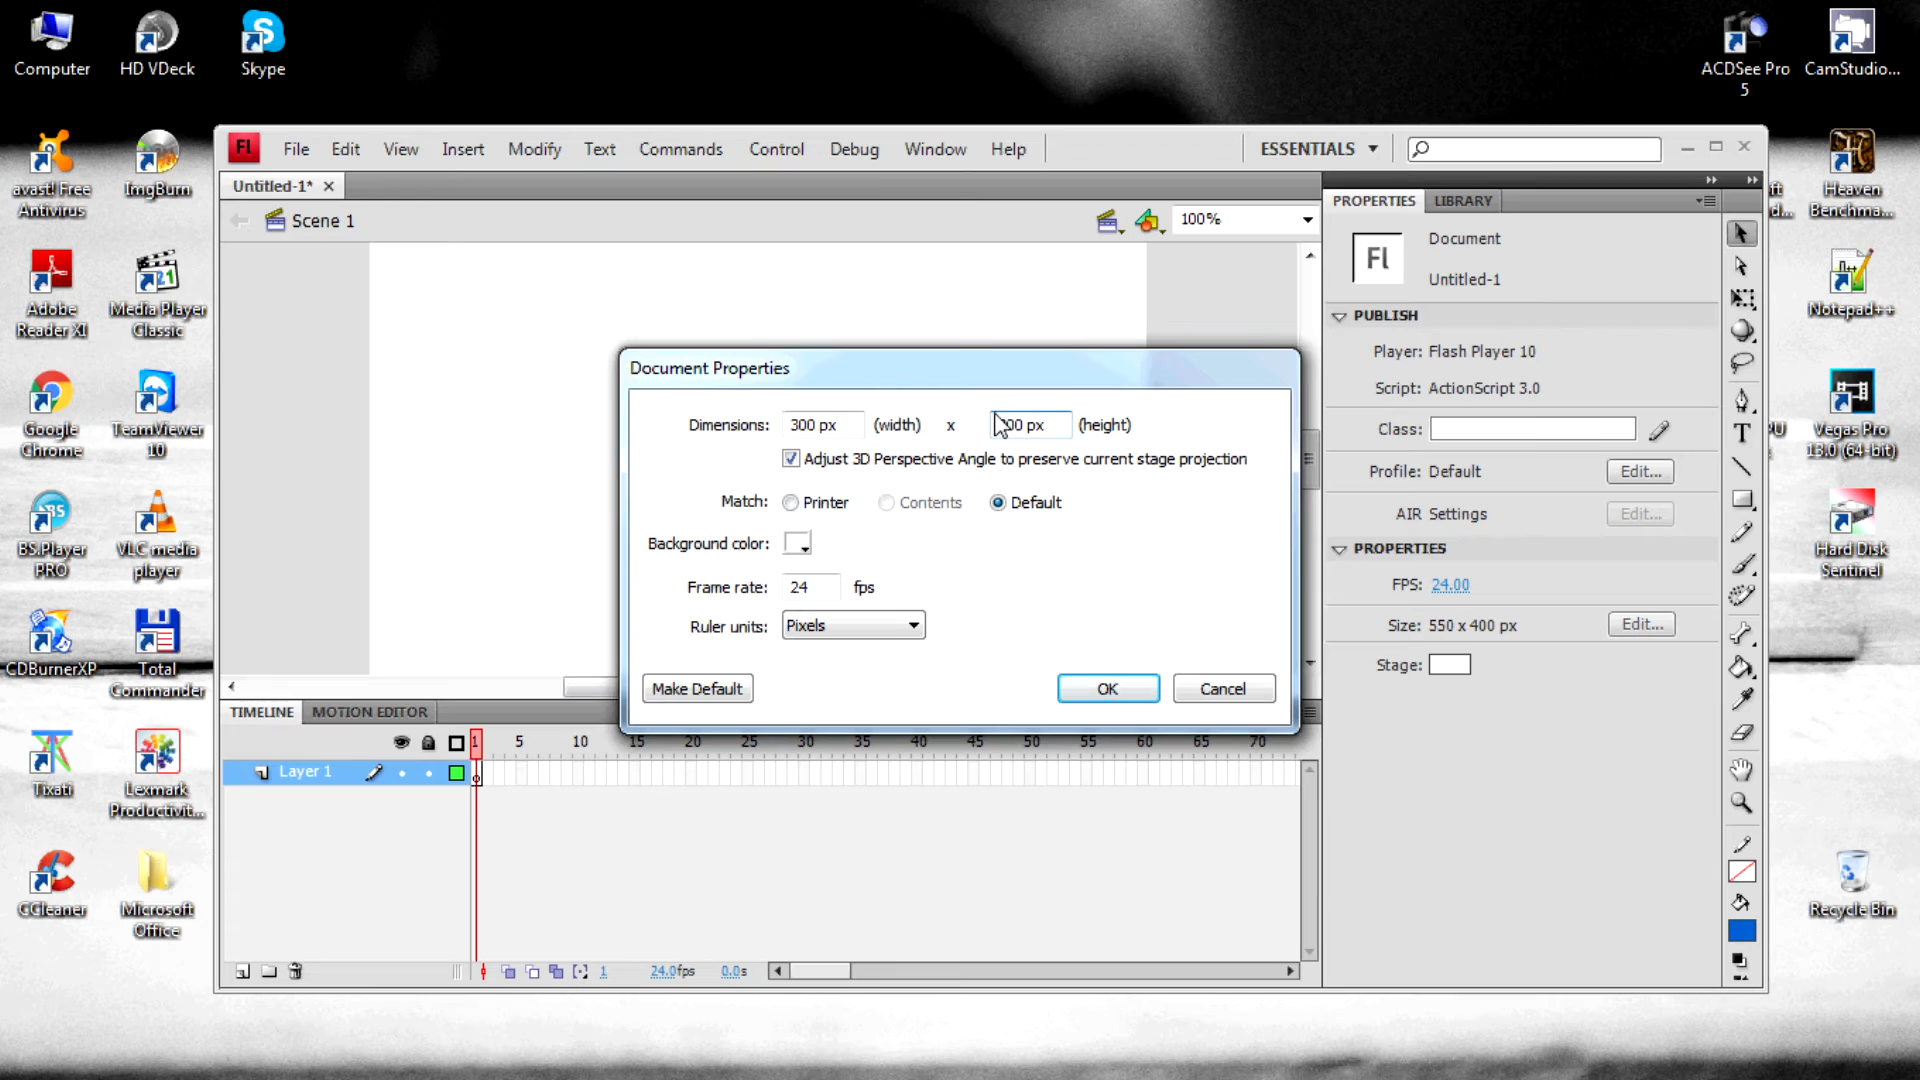 Computer
HD VDeck
Skype
ACDSee Pro
5
CamStudio...
avast! Free
Antivirus
ImgBurn
Heaven
Benchma...
Adobe
Reader XI
Media Player
Classic
Notepad++
Google
Chrome
TeamViewer
10
Vegas Pro
13.0 (64-bit)
BS.Player
PRO
VLC media
player
Hard Disk
Sentinel
CDBurnerXP
Total
Commander
Tixati
Lexmark
Productivit...
CCleaner
Microsoft
Office
Recycle Bin
Fl File Edit View Insert Modify Text Commands Control Debug Window Help ESSENTIALS
Untitled-1*
Scene 1
100%
PROPERTIES LIBRARY
Fl
Document
Untitled-1
PUBLISH
Player: Flash Player 10
Script: ActionScript 3.0
Class:
Profile: Default Edit...
AIR Settings Edit...
PROPERTIES
FPS: 24.00
Size: 550 x 400 px Edit...
Stage:
Document Properties
Dimensions: 300 px (width) x 00 px (height)
Adjust 3D Perspective Angle to preserve current stage projection
Match: Printer Contents Default
Background color:
Frame rate: 24 fps
Ruler units: Pixels
Make Default OK Cancel
TIMELINE MOTION EDITOR
1 5 10 15 20 25 30 35 40 45 50 55 60 65 70
Layer 1
1 24.0fps 0.0s